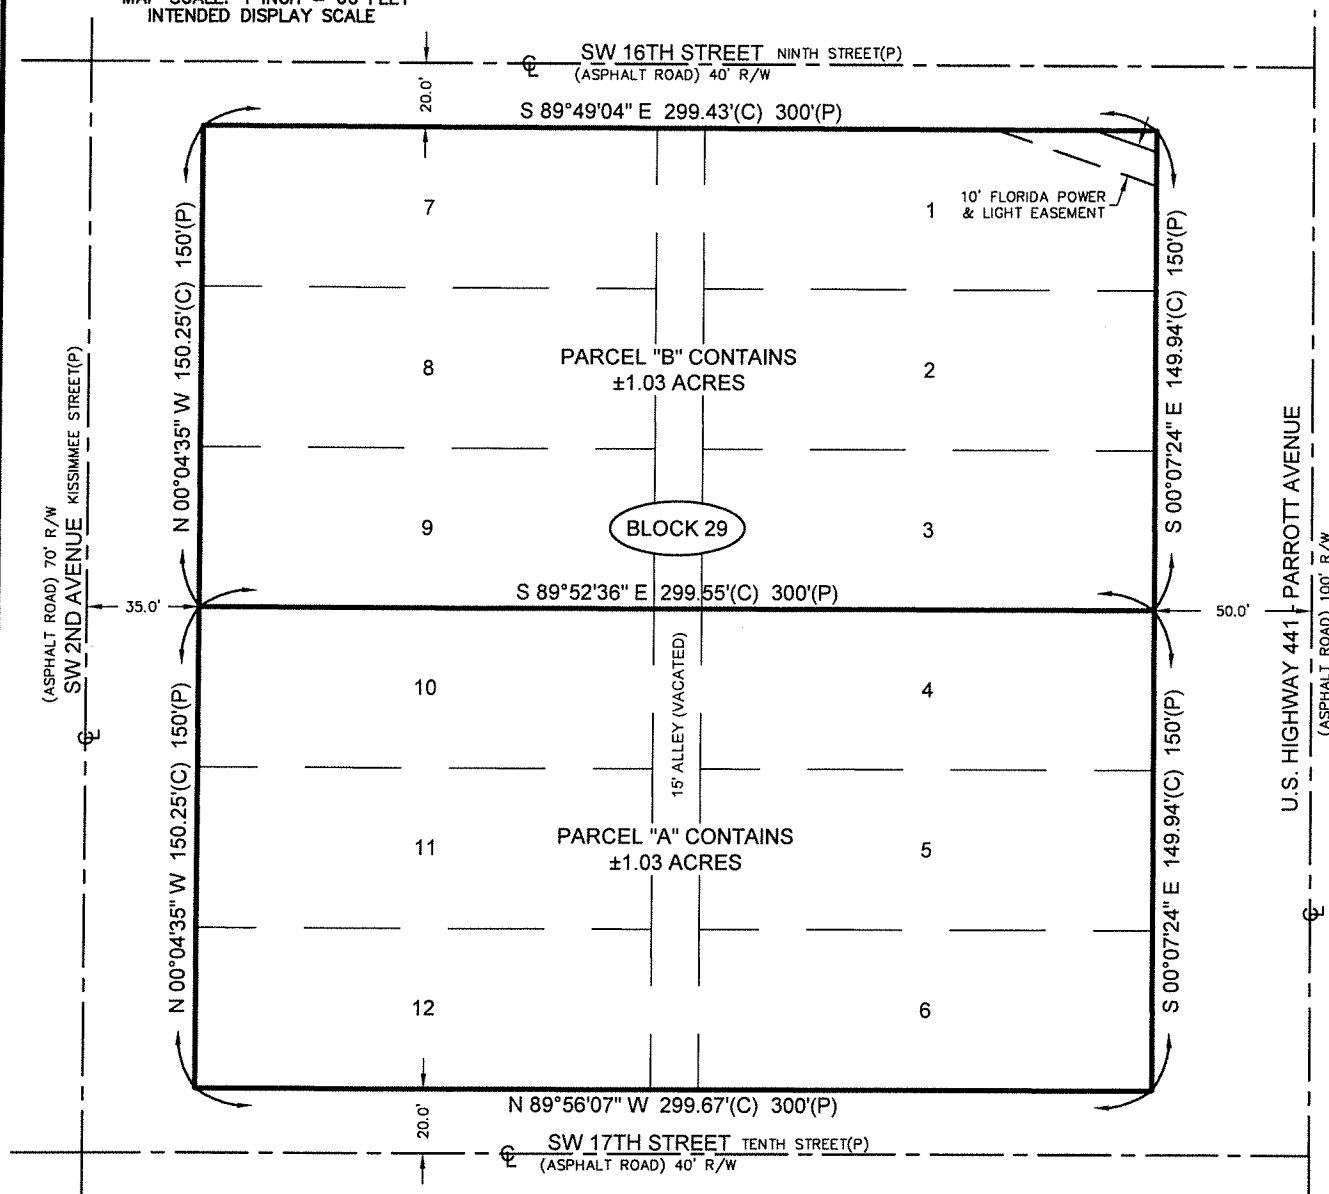 INTENDED DISPLAY SCALE
SW 16TH STREET NINTH STREET(P)
(ASPHALT ROAD) 40' R/W
20.0'
S 89°49'04" E 299.43'(C) 300'(P)
7
1
10' FLORIDA POWER
& LIGHT EASEMENT
N 00°04'35" W 150.25'(C) 150'(P)
S 00°07'24" E 149.94'(C) 150'(P)
8
PARCEL "B" CONTAINS
±1.03 ACRES
2
9
BLOCK 29
3
S 89°52'36" E 299.55'(C) 300'(P)
35.0'
50.0'
(ASPHALT ROAD) 70' R/W
SW 2ND AVENUE KISSIMMEE STREET(P)
U.S. HIGHWAY 441 - PARROTT AVENUE
(ASPHALT ROAD) 100' R/W
10
15' ALLEY (VACATED)
4
N 00°04'35" W 150.25'(C) 150'(P)
S 00°07'24" E 149.94'(C) 150'(P)
11
PARCEL "A" CONTAINS
±1.03 ACRES
5
12
6
N 89°56'07" W 299.67'(C) 300'(P)
20.0'
SW 17TH STREET TENTH STREET(P)
(ASPHALT ROAD) 40' R/W